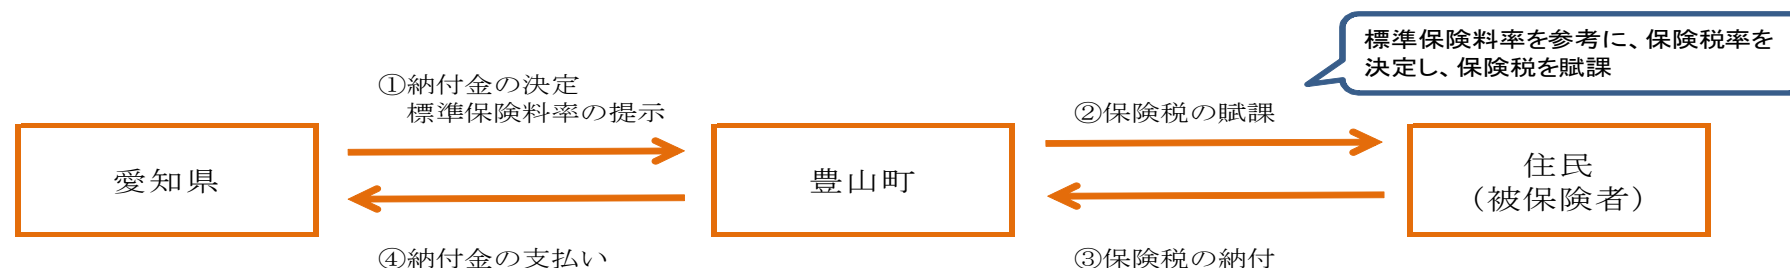 標準保険料率を参考に、保険税率を
決定し、保険税を賦課
①納付金の決定
標準保険料率の提示
②保険税の賦課
愛知県
豊山町
住民
（被保険者）
④納付金の支払い
③保険税の納付